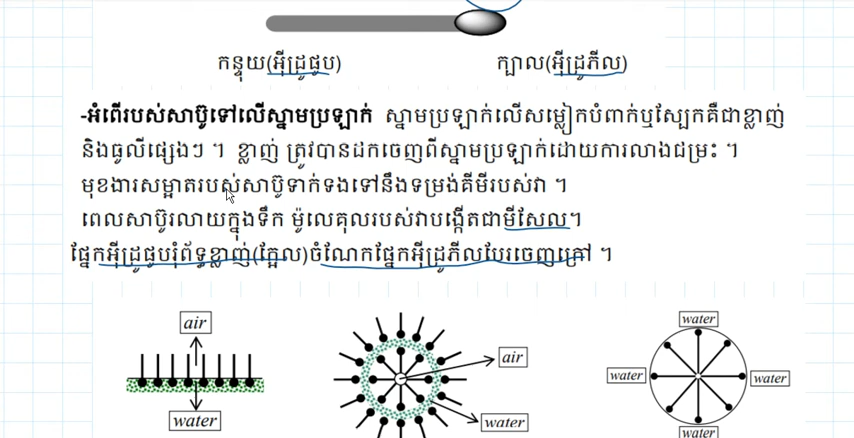 កន្ទុយ(អ៊ីដ្រូផូប) ក្បាល(អ៊ីដ្រូភីល)
-អំពើរបស់សាប៊ូទៅលើស្នាមប្រឡាក់ ស្នាមប្រឡាក់លើសម្លៀកបំពាក់ឬស្បែកគឺជាខ្លាញ់
និងធូលីផ្សេងៗ ។ ខ្លាញ់ ត្រូវបានដកចេញពីស្នាមប្រឡាក់ដោយការលាងជម្រះ ។
មុខងារសម្អាតរបស់សាប៊ូទាក់ទងទៅនឹងទម្រង់គីមីរបស់វា ។
ពេលសាប៊ូរលាយក្នុងទឹក ម៉ូលេគុលរបស់វាបង្កើតជាមីសែល។
ផ្នែកអ៊ីដ្រូផូបរុំព័ទ្ធខ្លាញ់(ក្អែល)ចំណែកផ្នែកអ៊ីដ្រូភីលបែរចេញក្រៅ ។
air
water
air
water
water
water
water
water